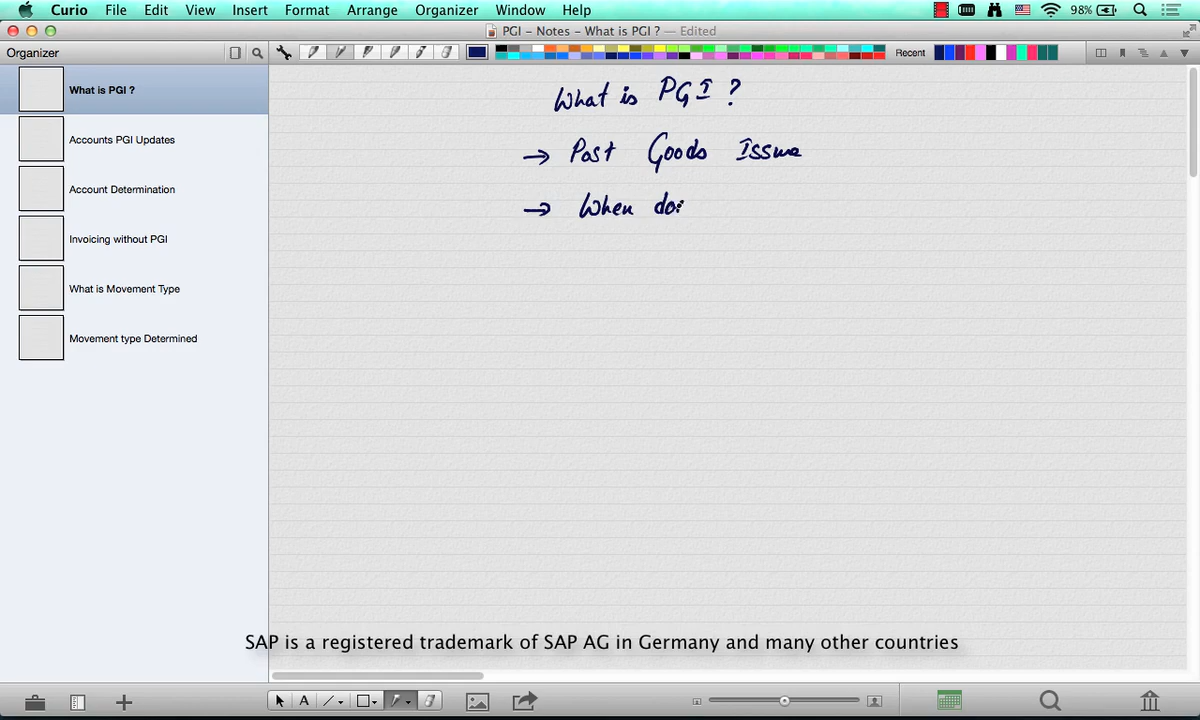 Curio File Edit View Insert Format Arrange Organizer Window Help 98%
PGI – Notes – What is PGI ? — Edited
Organizer
Recent
What is PGI ?
Accounts PGI Updates
Account Determination
Invoicing without PGI
What is Movement Type
Movement type Determined
What is PGI ?
→ Post Goods Issue
→ When do
SAP is a registered trademark of SAP AG in Germany and many other countries
A